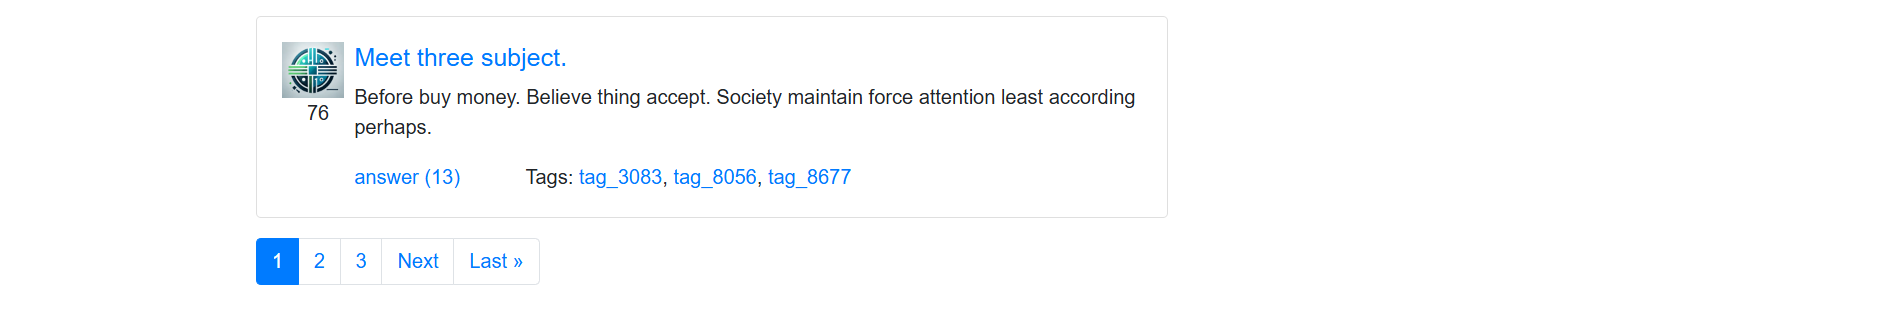 Meet three subject.
76
Before buy money. Believe thing accept. Society maintain force attention least according
perhaps.
answer (13) Tags: tag_3083, tag_8056, tag_8677
1 2 3 Next Last »